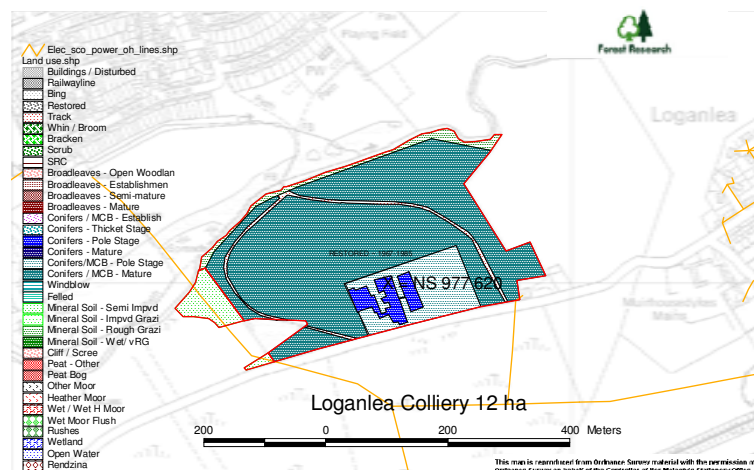 Forest Research
Elec_sco_power_oh_lines.shp
Land use.shp
Buildings / Disturbed
Railwayline
Bing
Restored
Track
Whin / Broom
Bracken
Scrub
SRC
Broadleaves - Open Woodlan
Broadleaves - Establishmen
Broadleaves - Semi-mature
Broadleaves - Mature
Conifers / MCB - Establish
Conifers - Thicket Stage
Conifers - Pole Stage
Conifers - Mature
Conifers/MCB - Pole Stage
Conifers / MCB - Mature
Windblow
Felled
Mineral Soil - Semi Impvd
Mineral Soil - Impvd Grazi
Mineral Soil - Rough Grazi
Mineral Soil - Wet/ vRG
Cliff / Scree
Peat - Other
Peat Bog
Other Moor
Heather Moor
Wet / Wet H Moor
Wet Moor Flush
Rushes
Wetland
Open Water
Rendzina
Playing Field
PW
Loganlea
X - NS 977 620
Mains
Loganlea Colliery 12 ha
200 0 200 400 Meters
This map is reproduced from Ordnance Survey material with the permission of